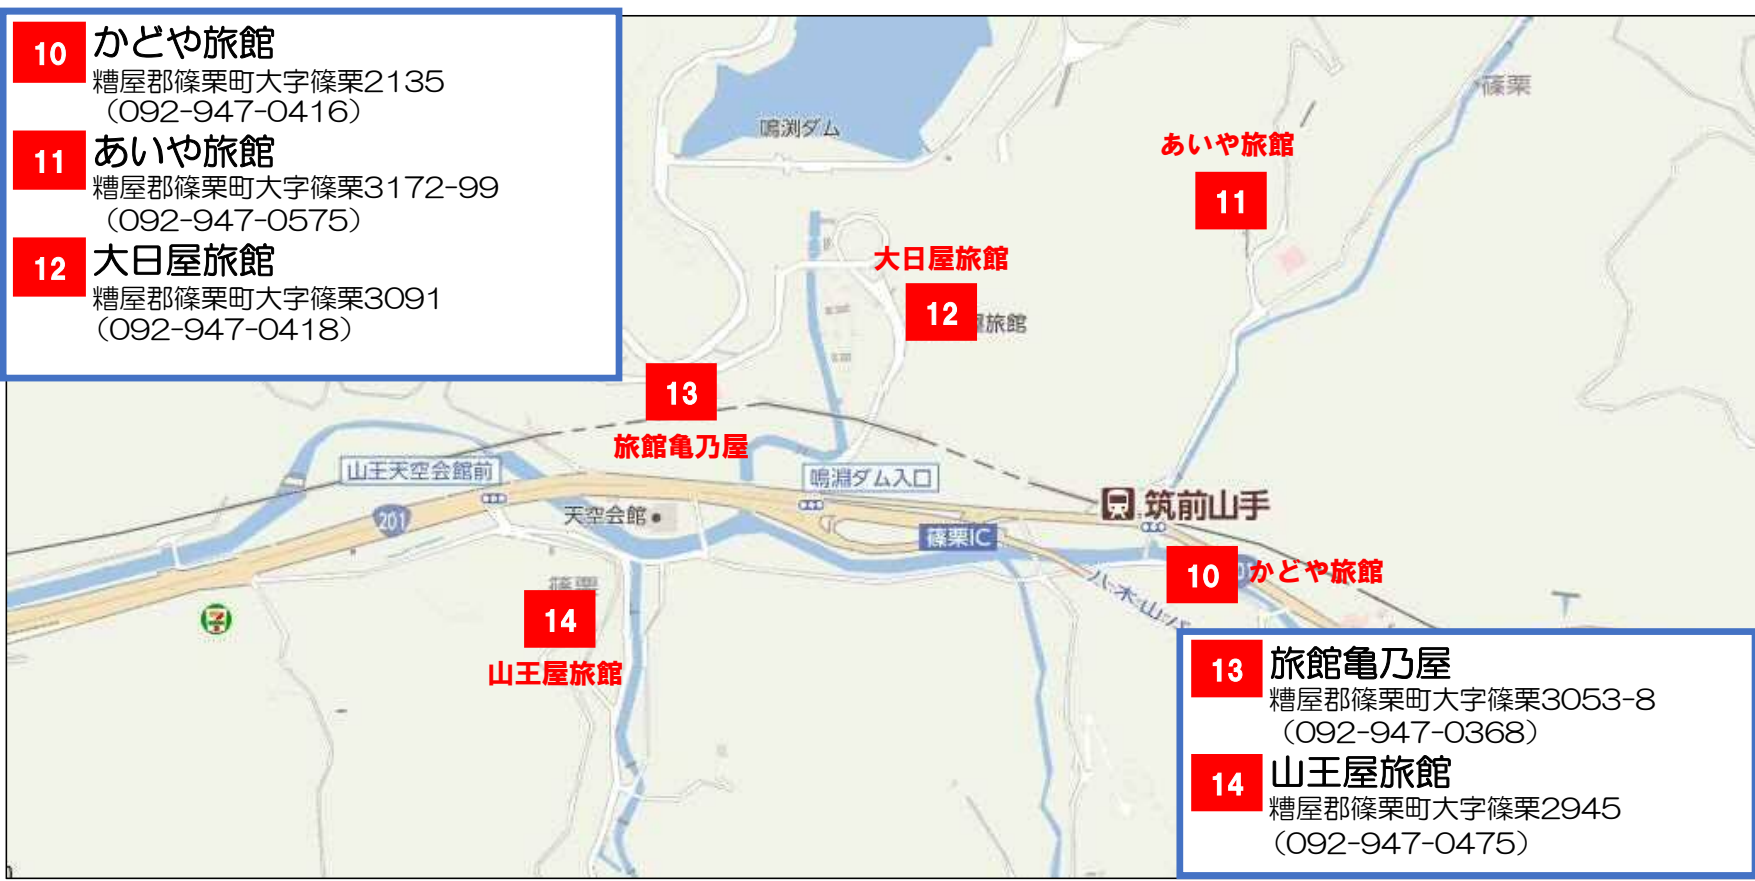 10 かどや旅館
糟屋郡篠栗町大字篠栗2135
（092-947-0416）
11 あいや旅館
糟屋郡篠栗町大字篠栗3172-99
（092-947-0575）
12 大日屋旅館
糟屋郡篠栗町大字篠栗3091
（092-947-0418）
鳴渕ダム
篠栗
あいや旅館
11
大日屋旅館
12
旅館
13
旅館亀乃屋
山王天空会館前
鳴淵ダム入口
201
天空会館
篠栗IC
筑前山手
10 かどや旅館
八木山バ
篠栗
14
山王屋旅館
7
13 旅館亀乃屋
糟屋郡篠栗町大字篠栗3053-8
（092-947-0368）
14 山王屋旅館
糟屋郡篠栗町大字篠栗2945
（092-947-0475）